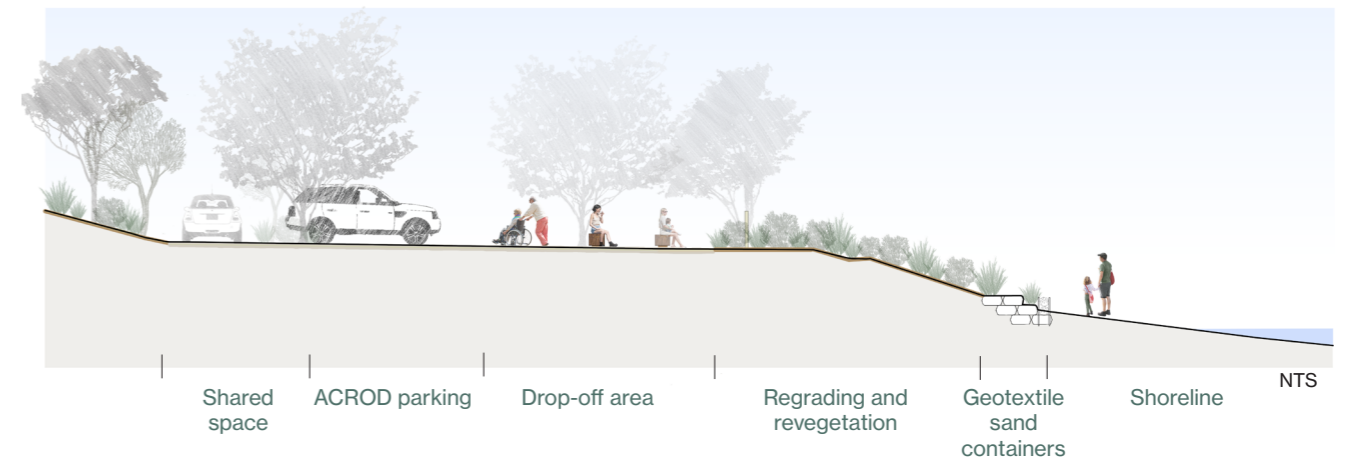 NTS
Shared
space
ACROD parking
Drop-off area
Regrading and
revegetation
Geotextile
sand
containers
Shoreline